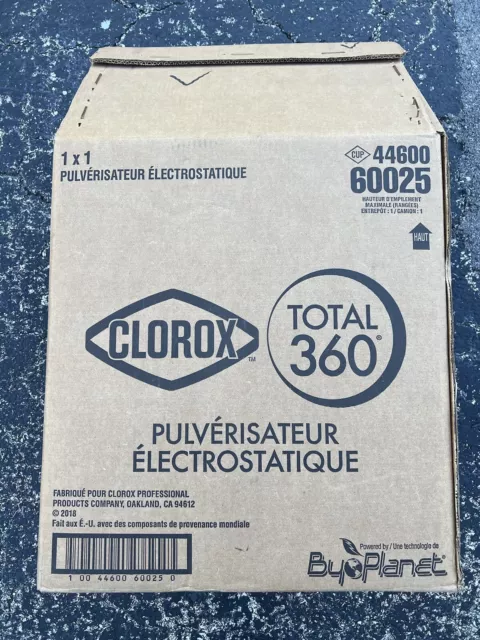 1 x 1
PULVÉRISATEUR ÉLECTROSTATIQUE
CUP 44600
60025
HAUTEUR D'EMPILEMENT
MAXIMALE (RANGÉES)
ENTREPÔT : 1 / CAMION : 1
HAUT
CLOROX™
TOTAL
360®
PULVÉRISATEUR
ÉLECTROSTATIQUE
FABRIQUÉ POUR CLOROX PROFESSIONAL
PRODUCTS COMPANY, OAKLAND, CA 94612
© 2018
Fait aux É.-U. avec des composants de provenance mondiale
1 00 44600 60025 0
Powered by / Une technologie de
ByoPlanet®